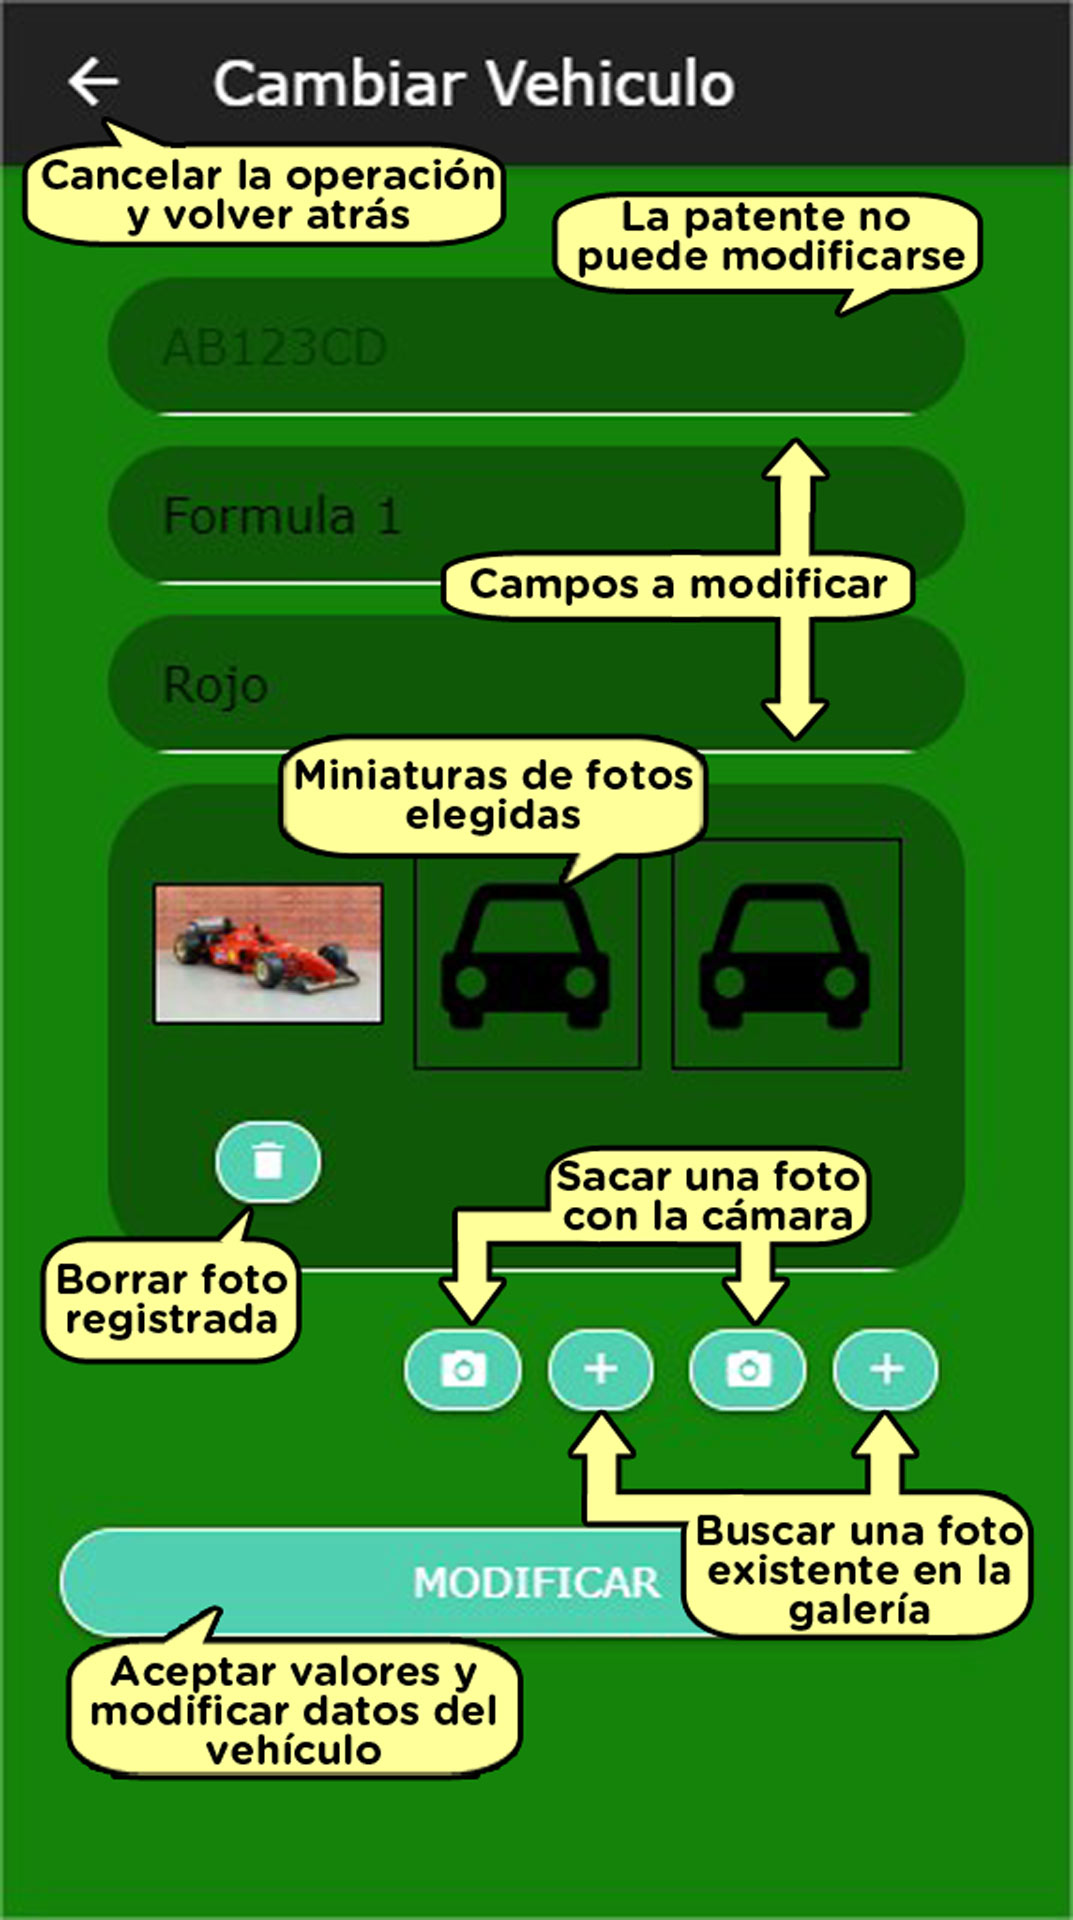 Cambiar Vehiculo
Cancelar la operación
y volver atrás
La patente no
puede modificarse
AB123CD
Formula 1
Campos a modificar
Rojo
Miniaturas de fotos
elegidas
Sacar una foto
con la cámara
Borrar foto
registrada
Buscar una foto
existente en la
galería
MODIFICAR
Aceptar valores y
modificar datos del
vehículo